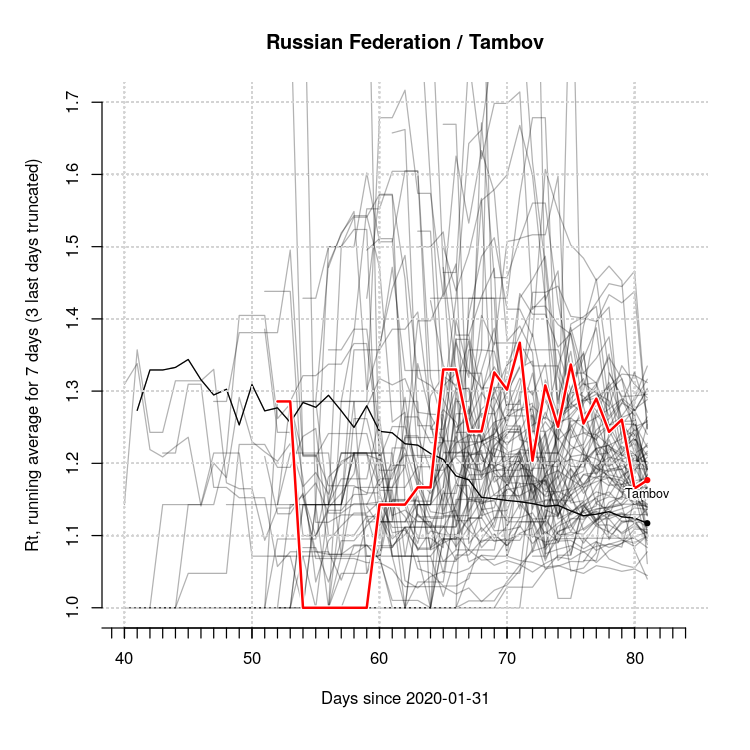 Russian Federation / Tambov
Rt, running average for 7 days (3 last days truncated)
1.7
1.6
1.5
1.4
1.3
1.2
1.1
1.0
Tambov
40 50 60 70 80
Days since 2020-01-31